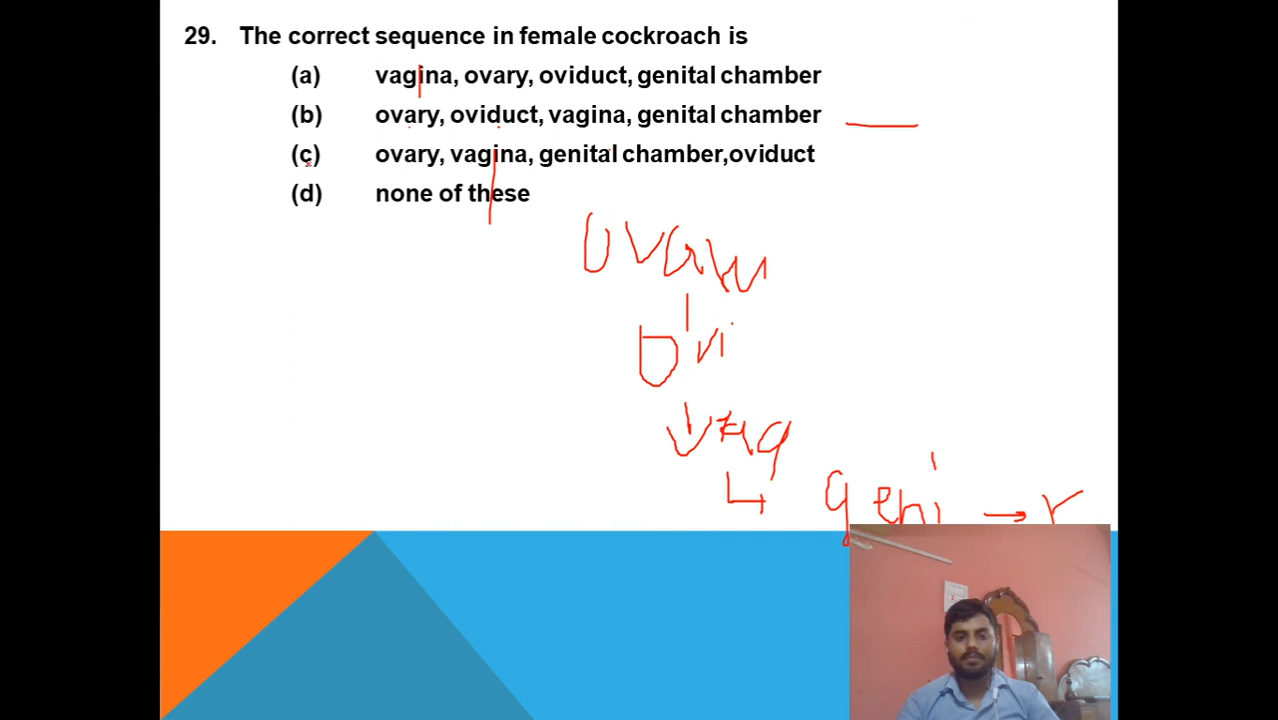 29. The correct sequence in female cockroach is
(a) vagina, ovary, oviduct, genital chamber
(b) ovary, oviduct, vagina, genital chamber
(c) ovary, vagina, genital chamber,oviduct
(d) none of these
ovary
ovi
vag
geni → r